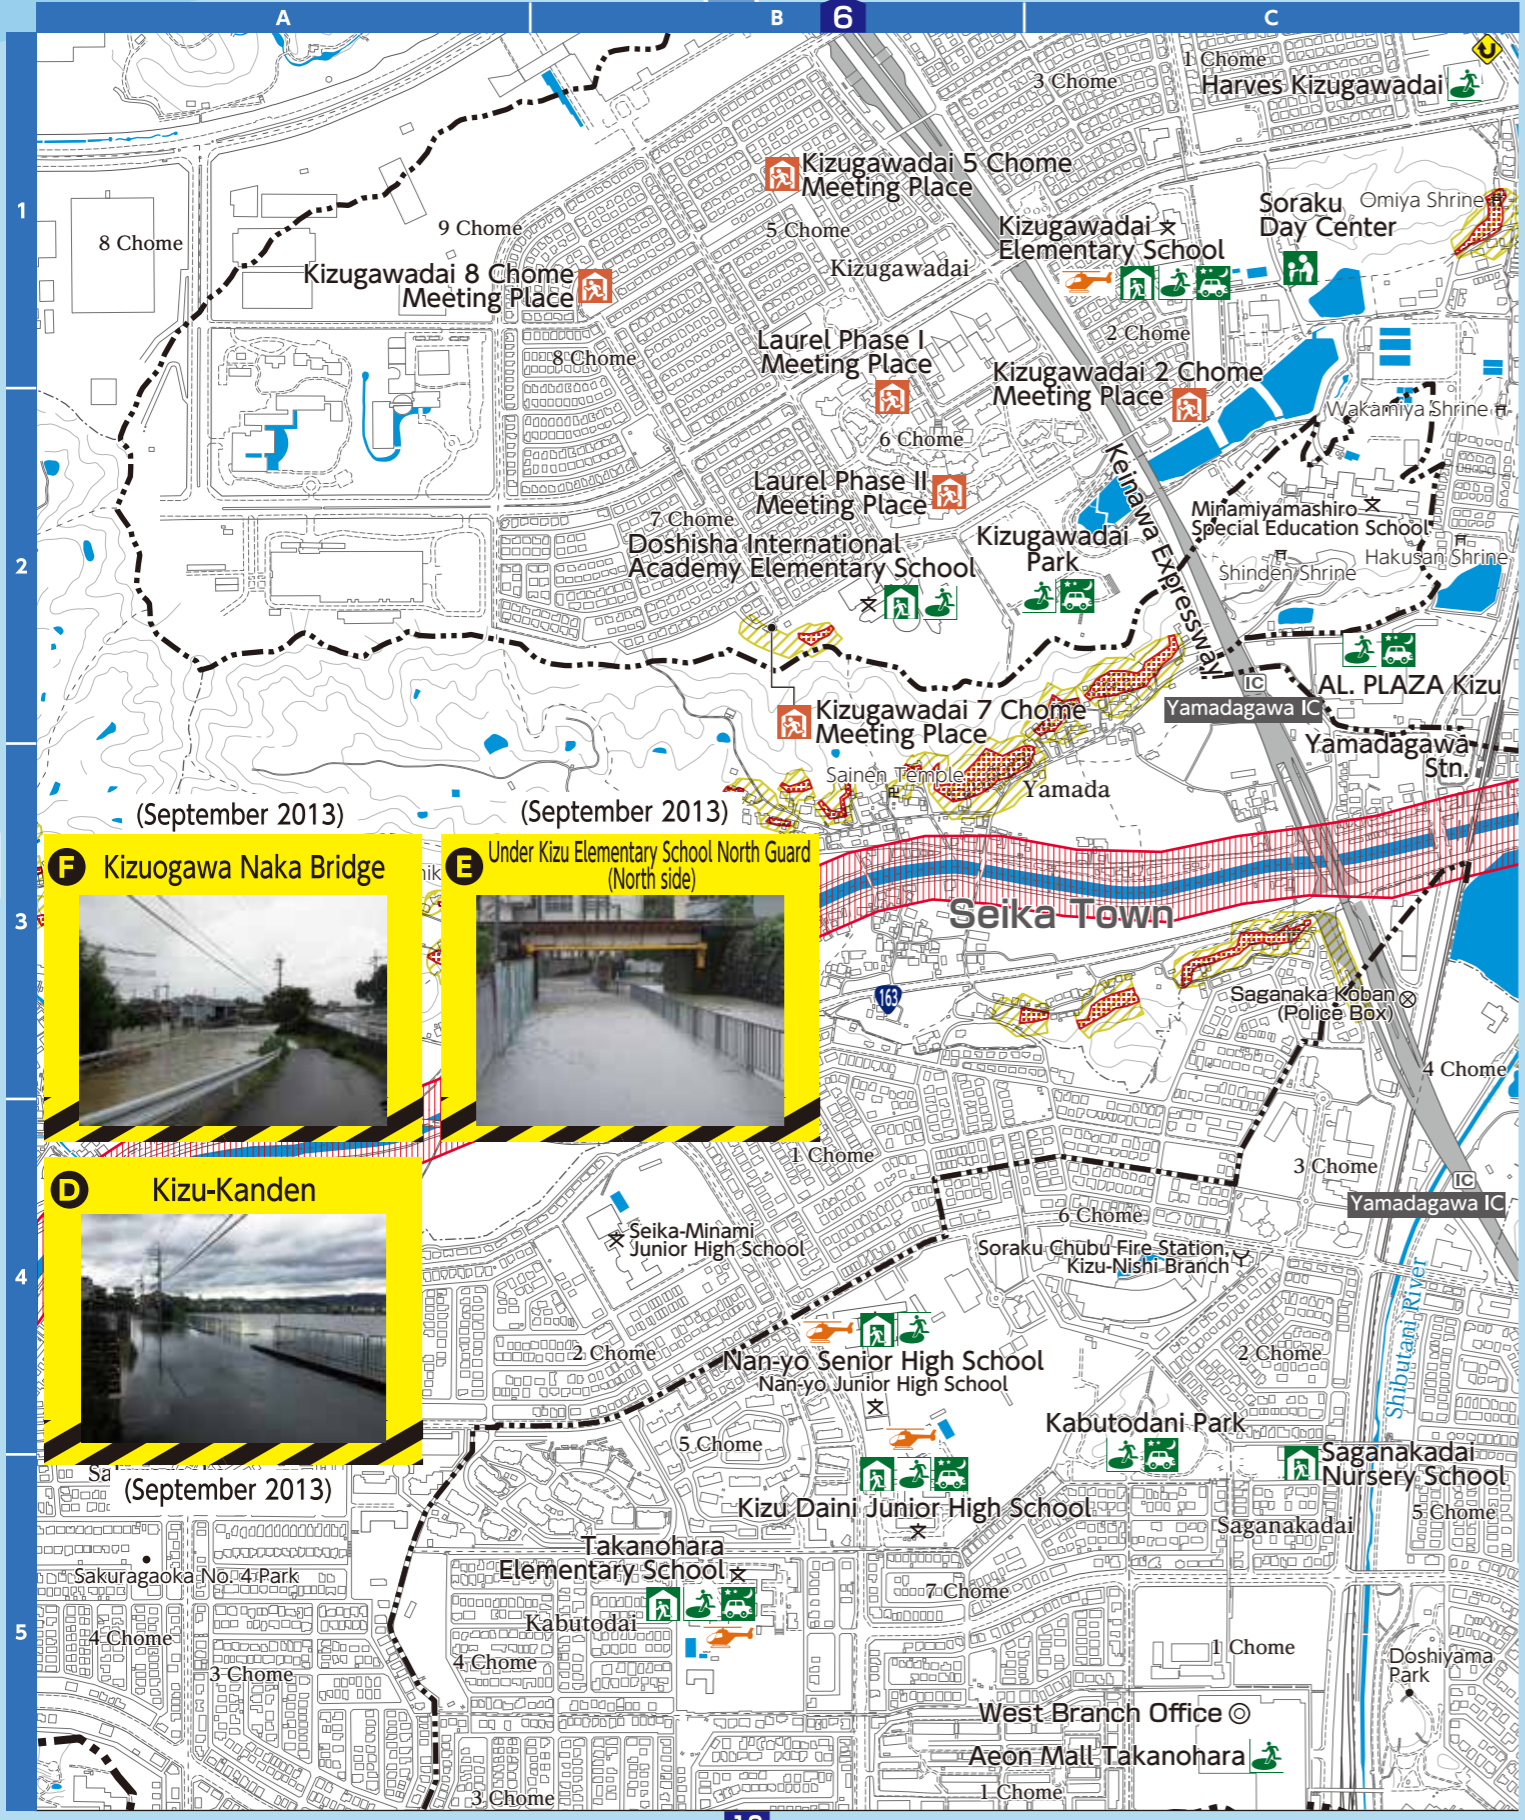 A
B
6
C
1
2
3
4
5
1 Chome
3 Chome
Harves Kizugawadai
Kizugawadai 5 Chome
Meeting Place
Omiya Shrine
Soraku
Day Center
Kizugawadai
Elementary School
9 Chome
5 Chome
8 Chome
Kizugawadai
Kizugawadai 8 Chome
Meeting Place
2 Chome
Laurel Phase I
Meeting Place
8 Chome
Kizugawadai 2 Chome
Meeting Place
Wakamiya Shrine
6 Chome
Keinawa Expressway
Laurel Phase II
Meeting Place
Minamiyamashiro
Special Education School
7 Chome
Kizugawadai
Park
Doshisha International
Academy Elementary School
Hakusan Shrine
Shinden Shrine
IC
AL. PLAZA Kizu
Yamadagawa IC
Kizugawadai 7 Chome
Meeting Place
Yamadagawa
Stn.
Sainen Temple
Yamada
(September 2013)
(September 2013)
F Kizuogawa Naka Bridge
E Under Kizu Elementary School North Guard
(North side)
Seika Town
163
Saganaka Koban
(Police Box)
4 Chome
1 Chome
3 Chome
IC
Yamadagawa IC
D Kizu-Kanden
6 Chome
Seika-Minami
Junior High School
Soraku Chubu Fire Station,
Kizu-Nishi Branch
Shibutani River
2 Chome
2 Chome
Nan-yo Senior High School
Nan-yo Junior High School
Kabutodani Park
5 Chome
Saganakadai
Nursery School
Sa
(September 2013)
Kizu Daini Junior High School
5 Chome
Saganakadai
Takanohara
Elementary School
Sakuragaoka No. 4 Park
7 Chome
Kabutodai
4 Chome
1 Chome
4 Chome
3 Chome
Doshiyama
Park
West Branch Office
Aeon Mall Takanohara
1 Chome
3 Chome